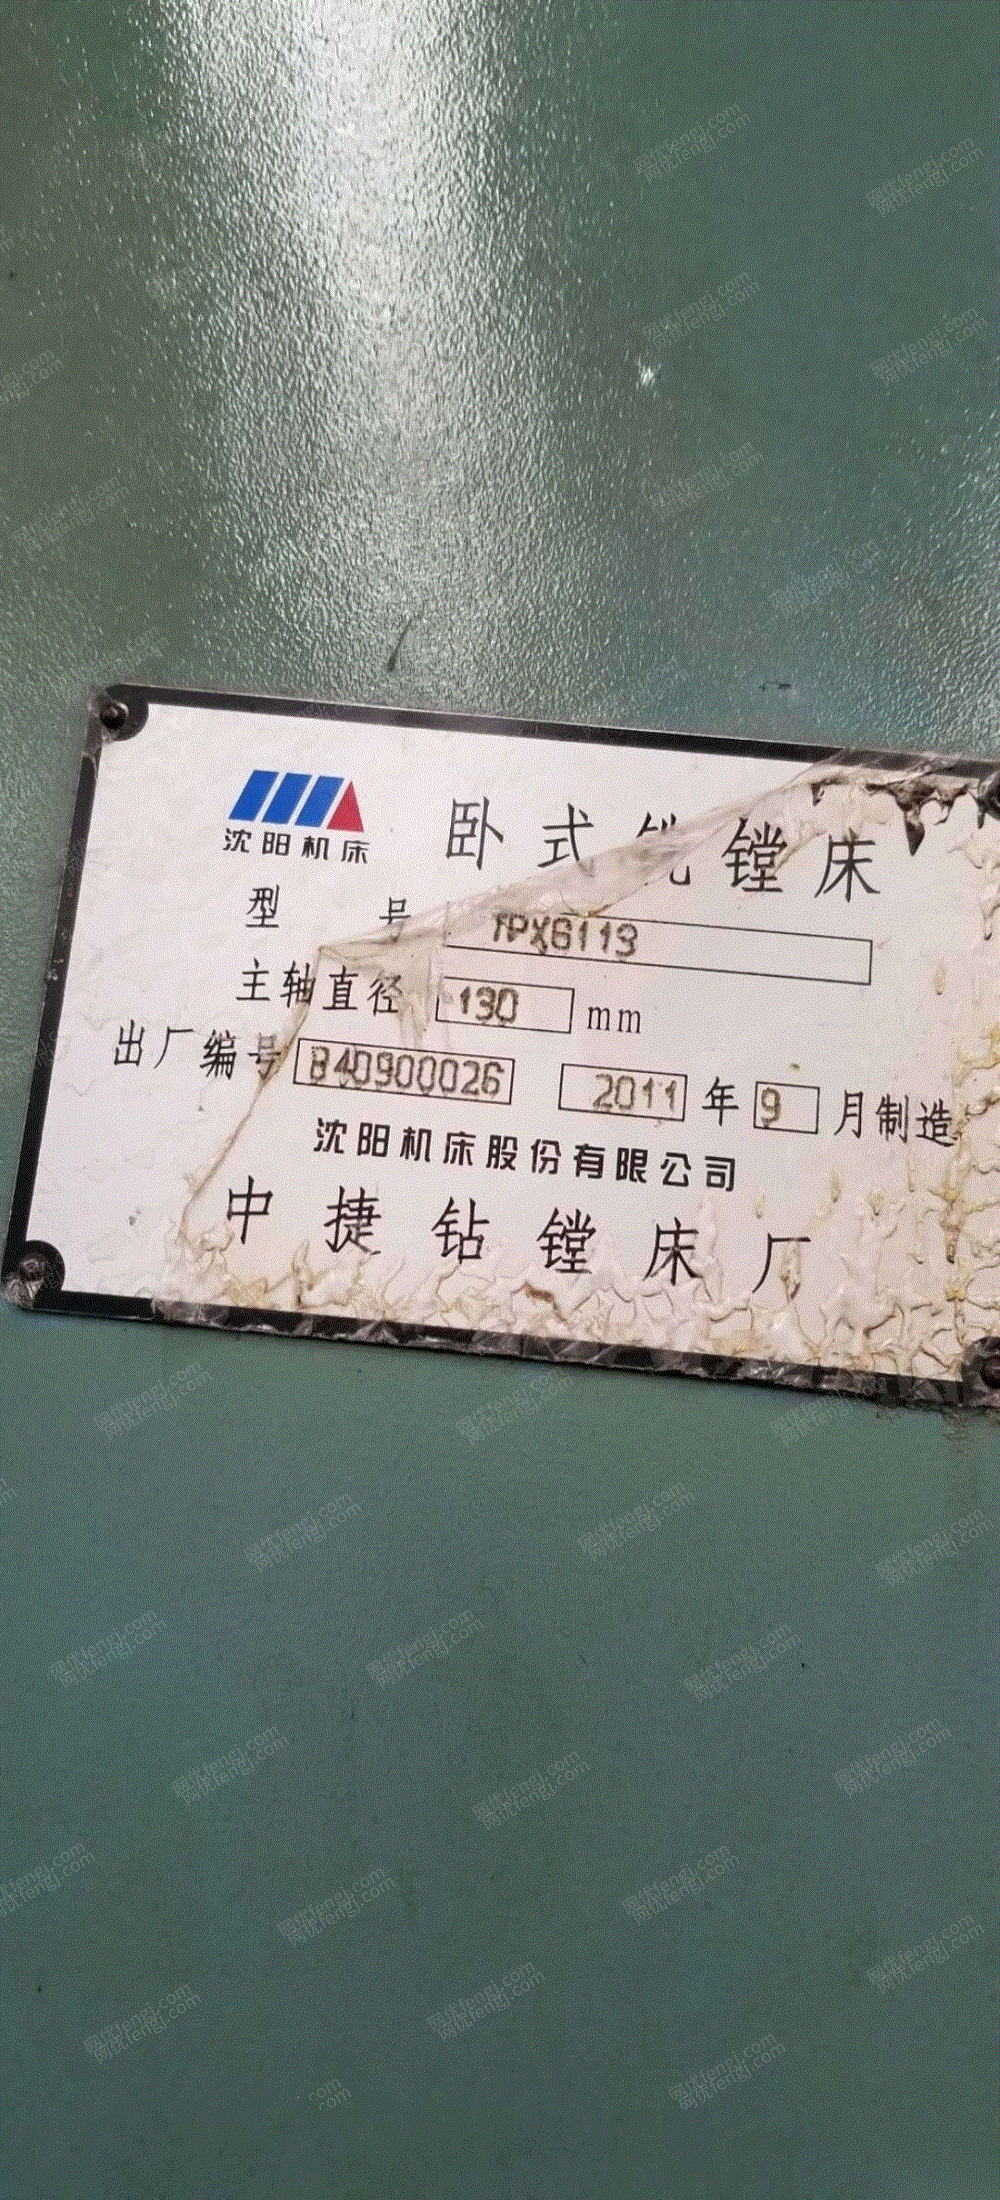 沈阳机床
卧式铣镗床
型 号 TPX6113
主轴直径 130 mm
出厂编号 B40900026 2011 年 9 月制造
沈阳机床股份有限公司
中捷钻镗床厂